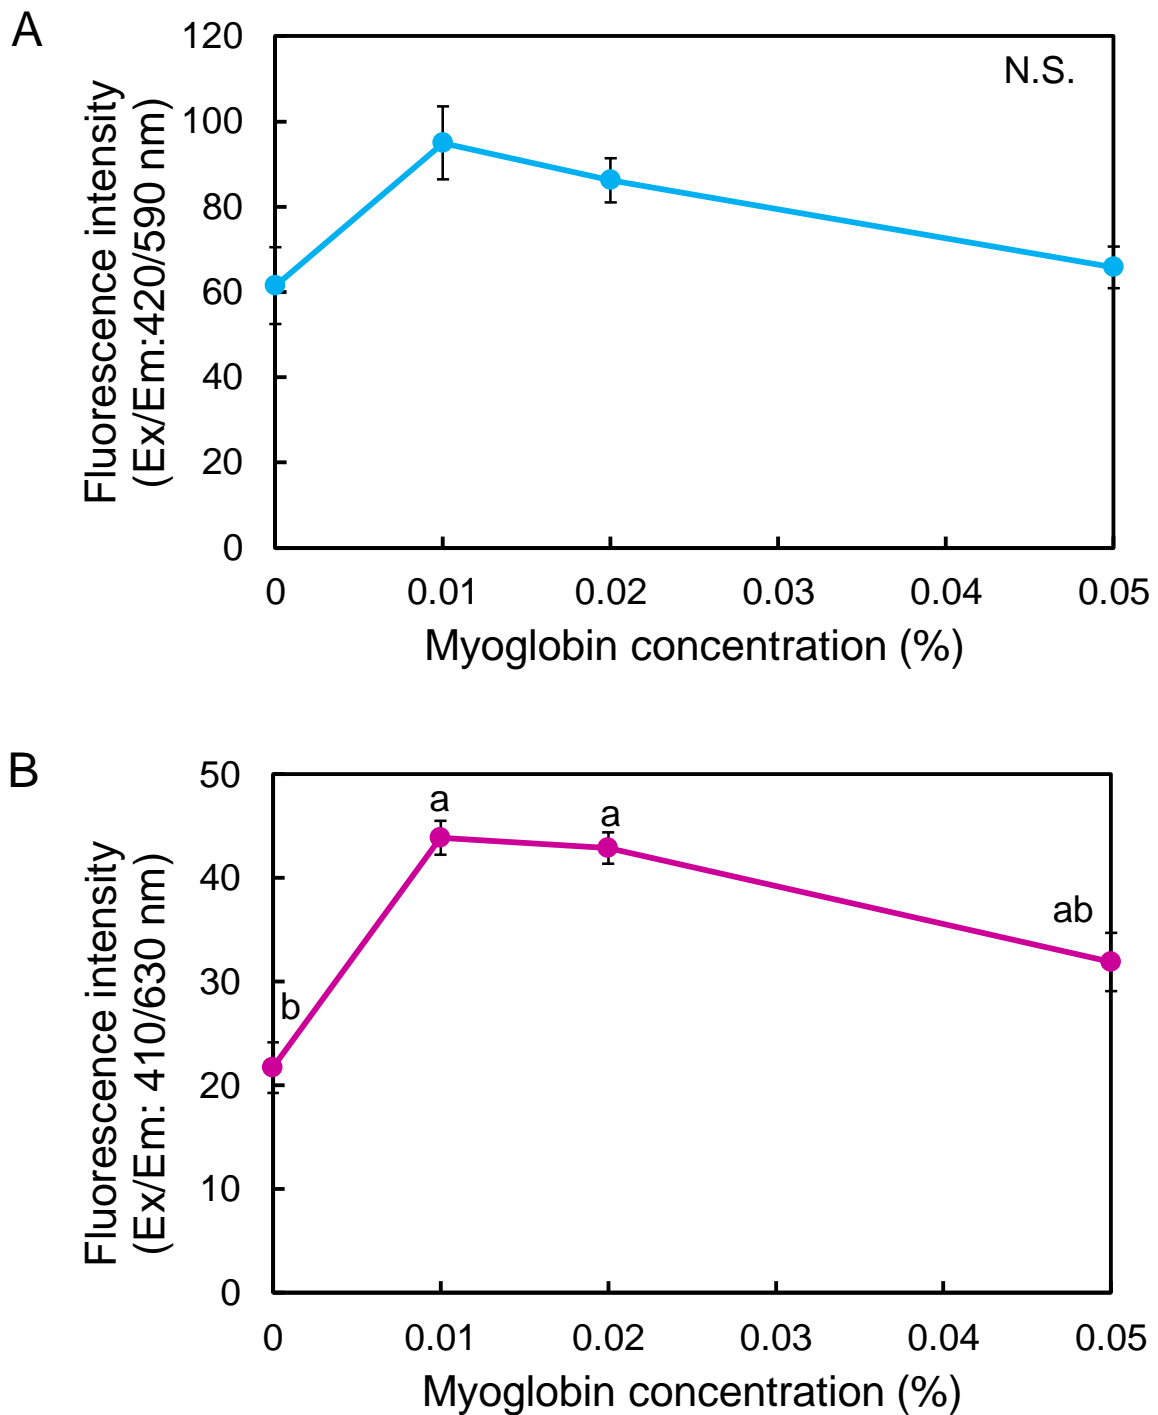 A
Fluorescence intensity
(Ex/Em:420/590 nm)
120
100
80
60
40
20
0
N.S.
0 0.01 0.02 0.03 0.04 0.05
Myoglobin concentration (%)
B
Fluorescence intensity
(Ex/Em: 410/630 nm)
50
40
30
20
10
0
b
a
a
ab
0 0.01 0.02 0.03 0.04 0.05
Myoglobin concentration (%)